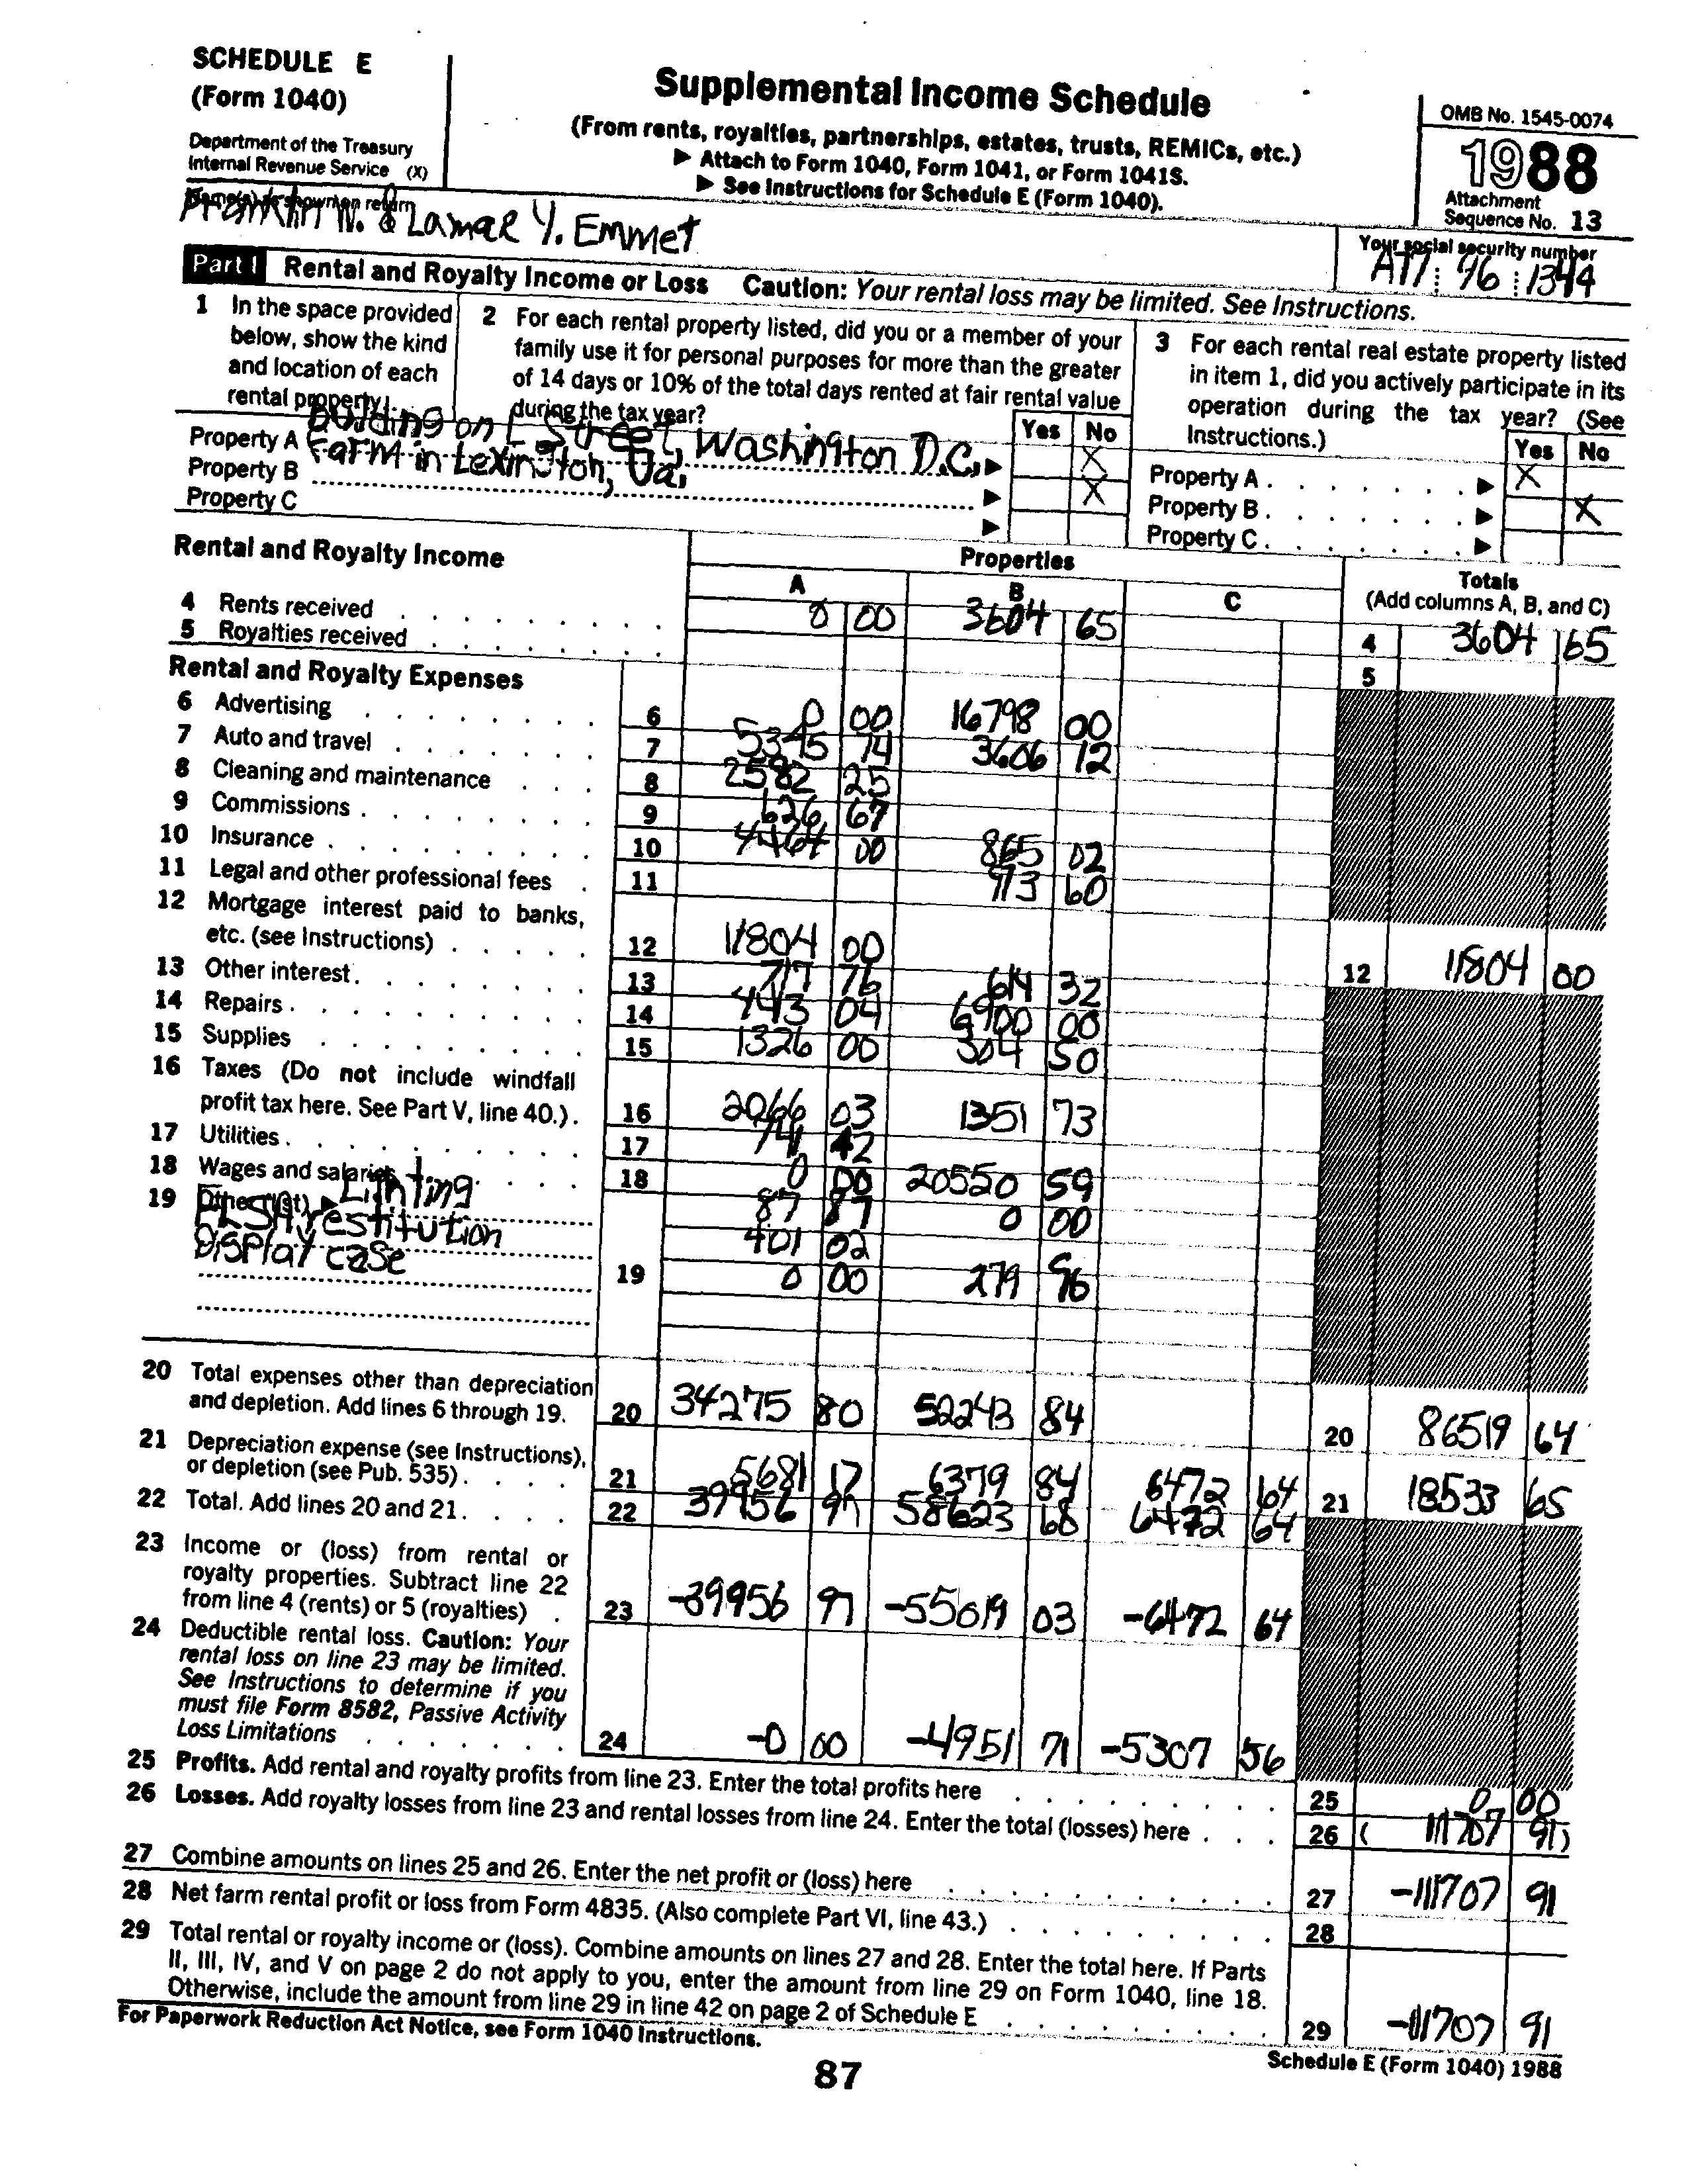 SCHEDULE E
(Form 1040)
Department of the Treasury
Internal Revenue Service (X)
Supplemental Income Schedule
(From rents, royalties, partnerships, estates, trusts, REMICs, etc.)
▶ Attach to Form 1040, Form 1041, or Form 1041S.
▶ See Instructions for Schedule E (Form 1040).
OMB No. 1545-0074
1988
Attachment
Sequence No. 13
Name(s) as shown on return
Franklin N. & Lamar Y. Emmet
Your social security number
: 96 : 1344
Part I Rental and Royalty Income or Loss Caution: Your rental loss may be limited. See Instructions.
1 In the space provided
below, show the kind
and location of each
rental property:
2 For each rental property listed, did you or a member of your
family use it for personal purposes for more than the greater
of 14 days or 10% of the total days rented at fair rental value
during the tax year?
Yes No
3 For each rental real estate property listed
in item 1, did you actively participate in its
operation during the tax year? (See
Instructions.)
Yes No
Property A Building on L Street, Washington D.C. ▶ X
Property B Farm in Lexington, Va. ▶ X
Property C ▶
Property A . . . . . . . ▶ X
Property B . . . . . . . ▶ X
Property C . . . . . . . ▶
Rental and Royalty Income
Properties
A B C
Totals
(Add columns A, B, and C)
4 Rents received 0 00 3604 65 4 3604 65
5 Royalties received 5
Rental and Royalty Expenses
6 Advertising 6 0 00 16798 00
7 Auto and travel 7 5345 74 3606 12
8 Cleaning and maintenance 8 2582 25
9 Commissions 9 626 67
10 Insurance 10 4464 00 865 02
11 Legal and other professional fees 11 973 60
12 Mortgage interest paid to banks,
etc. (see Instructions) 12 11804 00 12 11804 00
13 Other interest 13 717 76 614 32
14 Repairs 14 4113 04 6900 00
15 Supplies 15 1326 00 304 50
16 Taxes (Do not include windfall
profit tax here. See Part V, line 40.) 16 2066 03 1351 73
17 Utilities 17 741 42
18 Wages and salaries 18 0 00 20550 59
19 Other (list) ▶ Lighting 87 87 0 00
FLSA restitution 401 02
Display case 19 0 00 279 96
20 Total expenses other than depreciation
and depletion. Add lines 6 through 19. 20 34275 80 52243 84 20 86519 64
21 Depreciation expense (see Instructions),
or depletion (see Pub. 535) 21 5681 17 6379 84 6472 64 21 18533 65
22 Total. Add lines 20 and 21 22 39956 97 58623 68 6472 64
23 Income or (loss) from rental or
royalty properties. Subtract line 22
from line 4 (rents) or 5 (royalties) 23 -39956 97 -55019 03 -6472 64
24 Deductible rental loss. Caution: Your
rental loss on line 23 may be limited.
See Instructions to determine if you
must file Form 8582, Passive Activity
Loss Limitations 24 -0 00 -4951 71 -5307 56
25 Profits. Add rental and royalty profits from line 23. Enter the total profits here 25 0 00
26 Losses. Add royalty losses from line 23 and rental losses from line 24. Enter the total (losses) here 26 ( 111707 91)
27 Combine amounts on lines 25 and 26. Enter the net profit or (loss) here 27 -111707 91
28 Net farm rental profit or loss from Form 4835. (Also complete Part VI, line 43.) 28
29 Total rental or royalty income or (loss). Combine amounts on lines 27 and 28. Enter the total here. If Parts
II, III, IV, and V on page 2 do not apply to you, enter the amount from line 29 on Form 1040, line 18.
Otherwise, include the amount from line 29 in line 42 on page 2 of Schedule E 29 -111707 91
For Paperwork Reduction Act Notice, see Form 1040 Instructions.
Schedule E (Form 1040) 1988
87